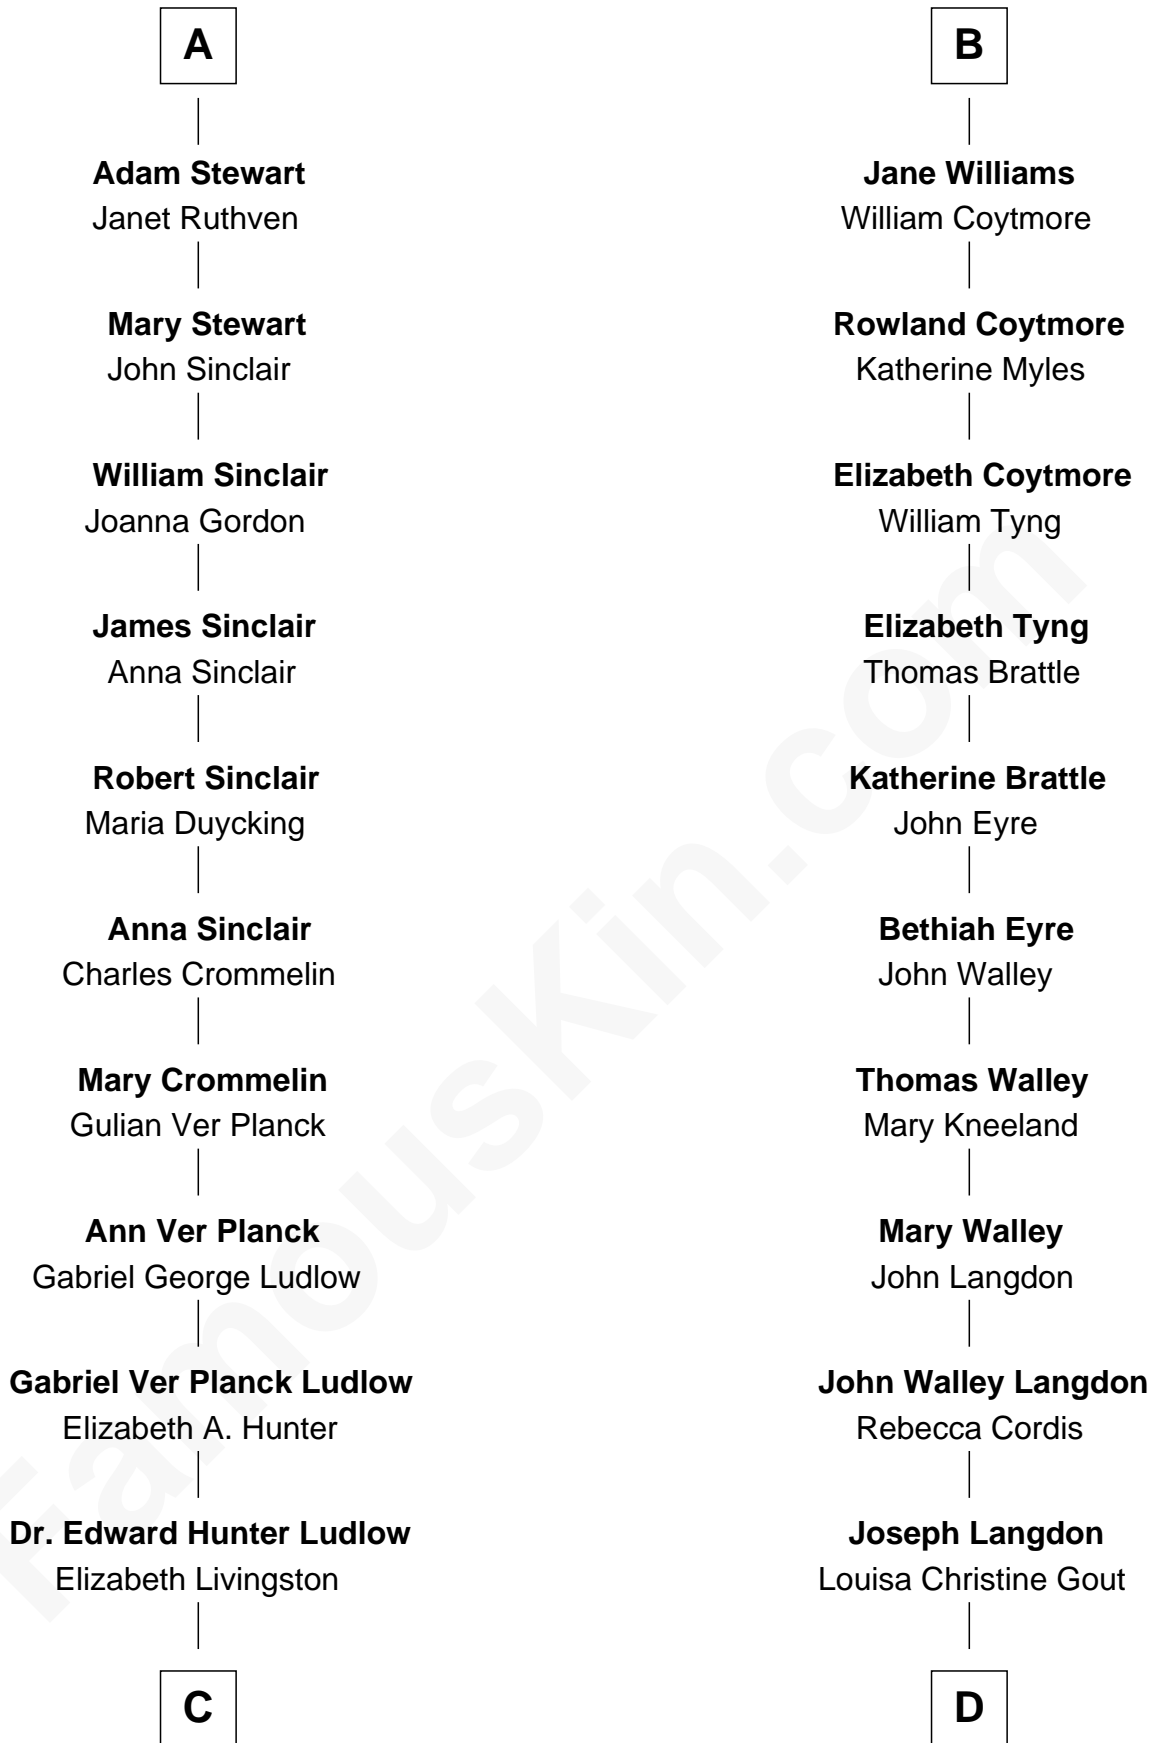 A
Adam Stewart
Janet Ruthven
Mary Stewart
John Sinclair
William Sinclair
Joanna Gordon
James Sinclair
Anna Sinclair
Robert Sinclair
Maria Duycking
Anna Sinclair
Charles Crommelin
Mary Crommelin
Gulian Ver Planck
Ann Ver Planck
Gabriel George Ludlow
Gabriel Ver Planck Ludlow
Elizabeth A. Hunter
Dr. Edward Hunter Ludlow
Elizabeth Livingston
C
B
Jane Williams
William Coytmore
Rowland Coytmore
Katherine Myles
Elizabeth Coytmore
William Tyng
Elizabeth Tyng
Thomas Brattle
Katherine Brattle
John Eyre
Bethiah Eyre
John Walley
Thomas Walley
Mary Kneeland
Mary Walley
John Langdon
John Walley Langdon
Rebecca Cordis
Joseph Langdon
Louisa Christine Gout
D
FamousKin.com